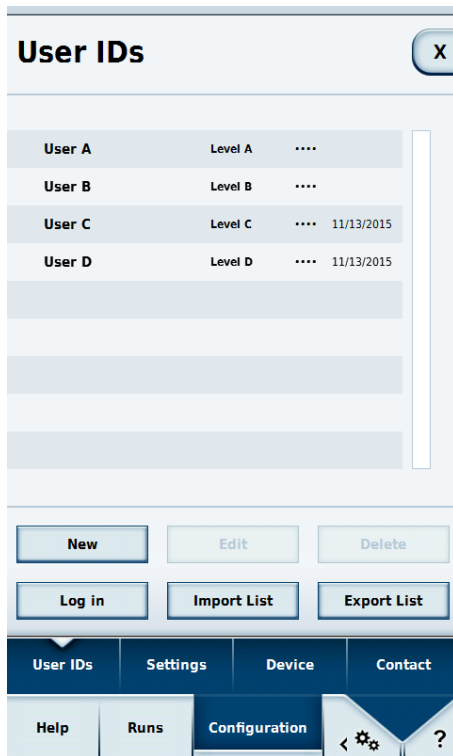 User IDs
X
User A Level A ....
User B Level B ....
User C Level C .... 11/13/2015
User D Level D .... 11/13/2015
New Edit Delete
Log in Import List Export List
User IDs Settings Device Contact
Help Runs Configuration < ?